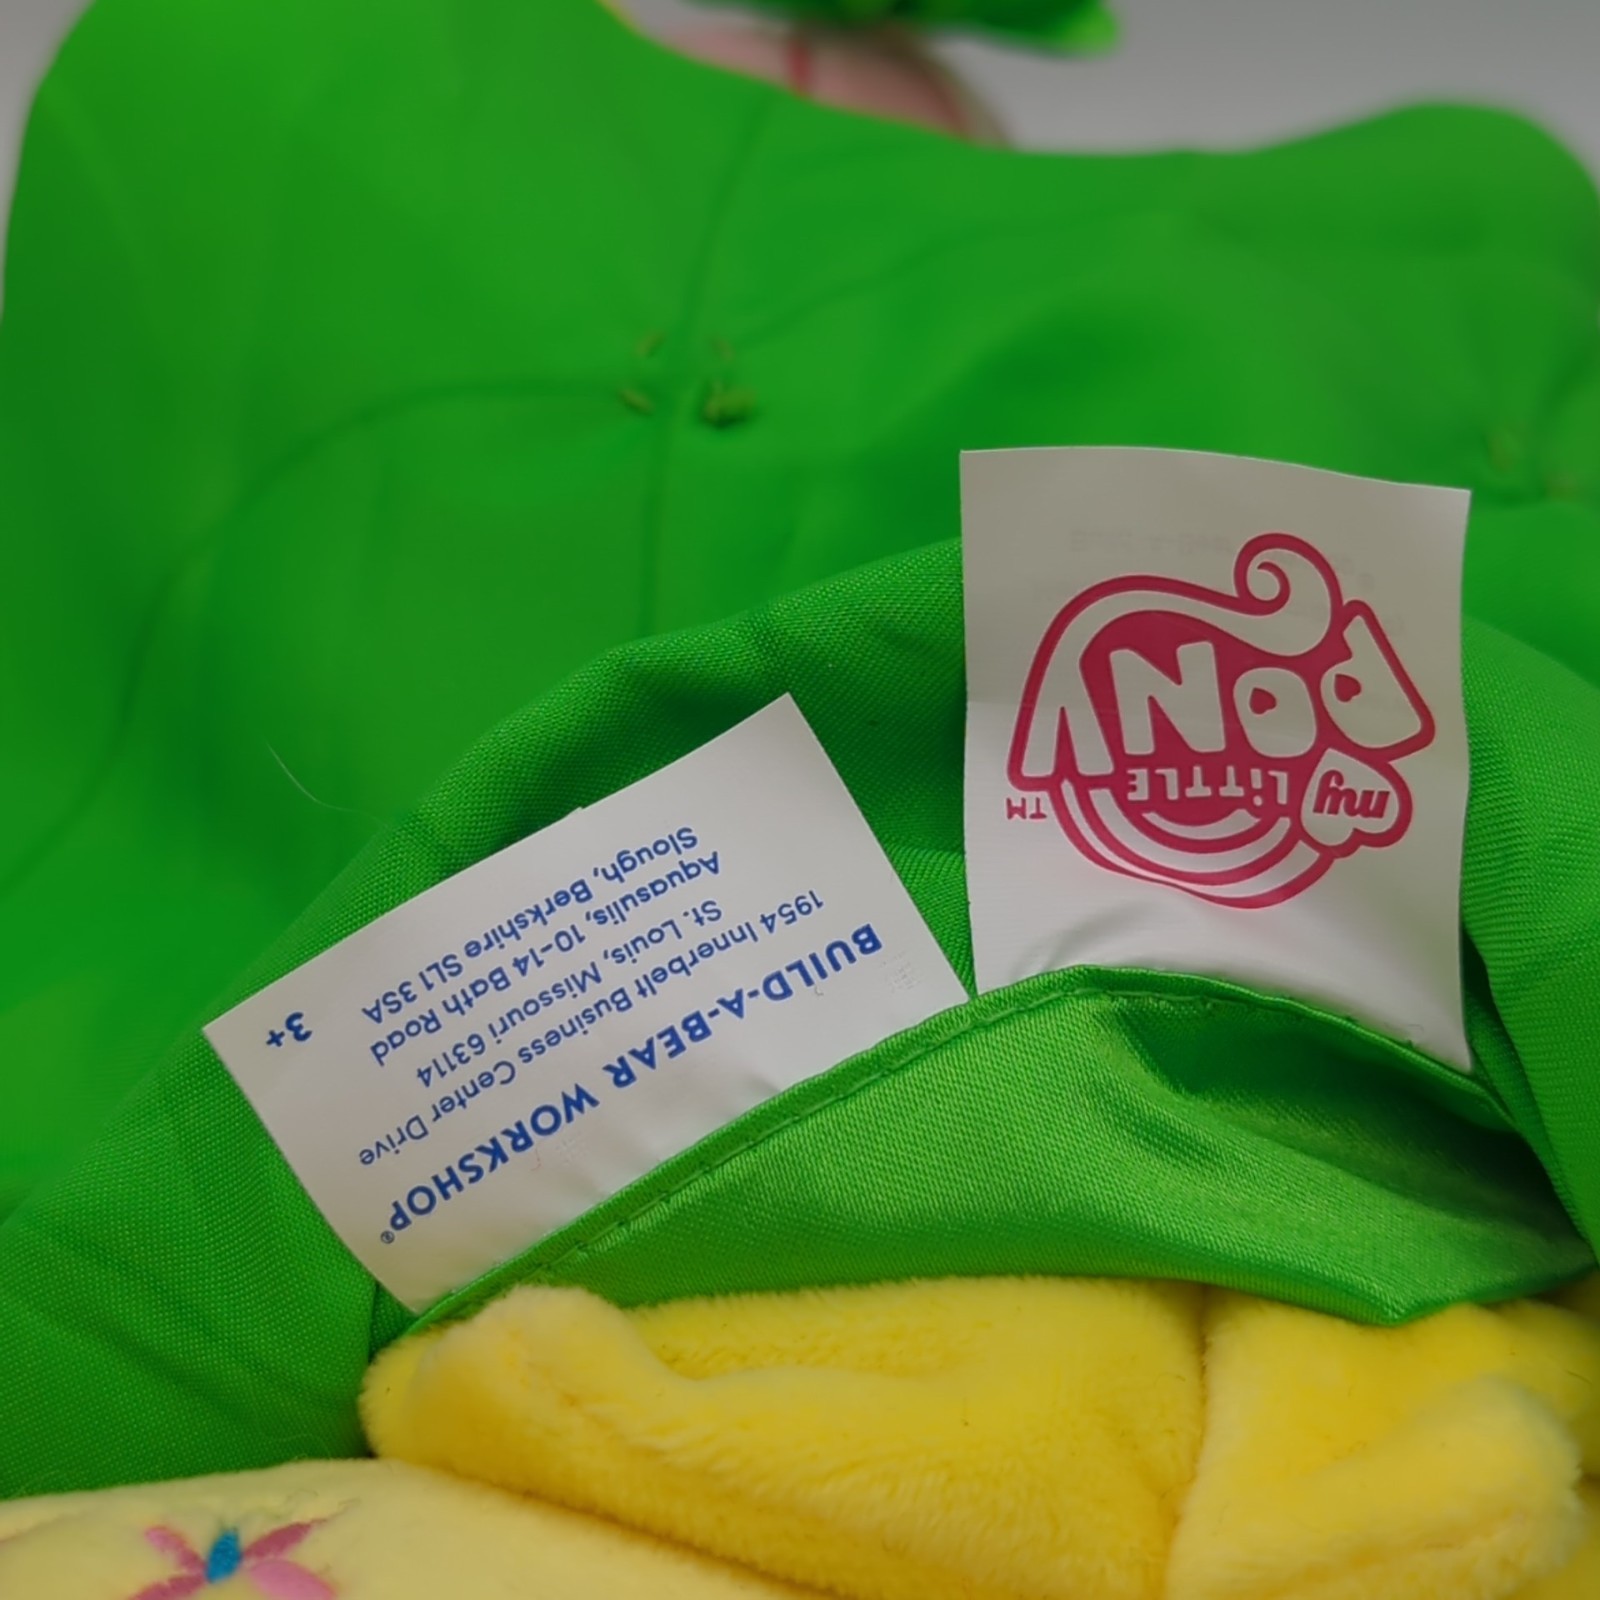 my
LiTTLE
PONY
TM
BUILD-A-BEAR WORKSHOP®
1954 Innerbelt Business Center Drive
St. Louis, Missouri 63114
Aquasulis, 10-14 Bath Road
Slough, Berkshire SL1 3SA
3+